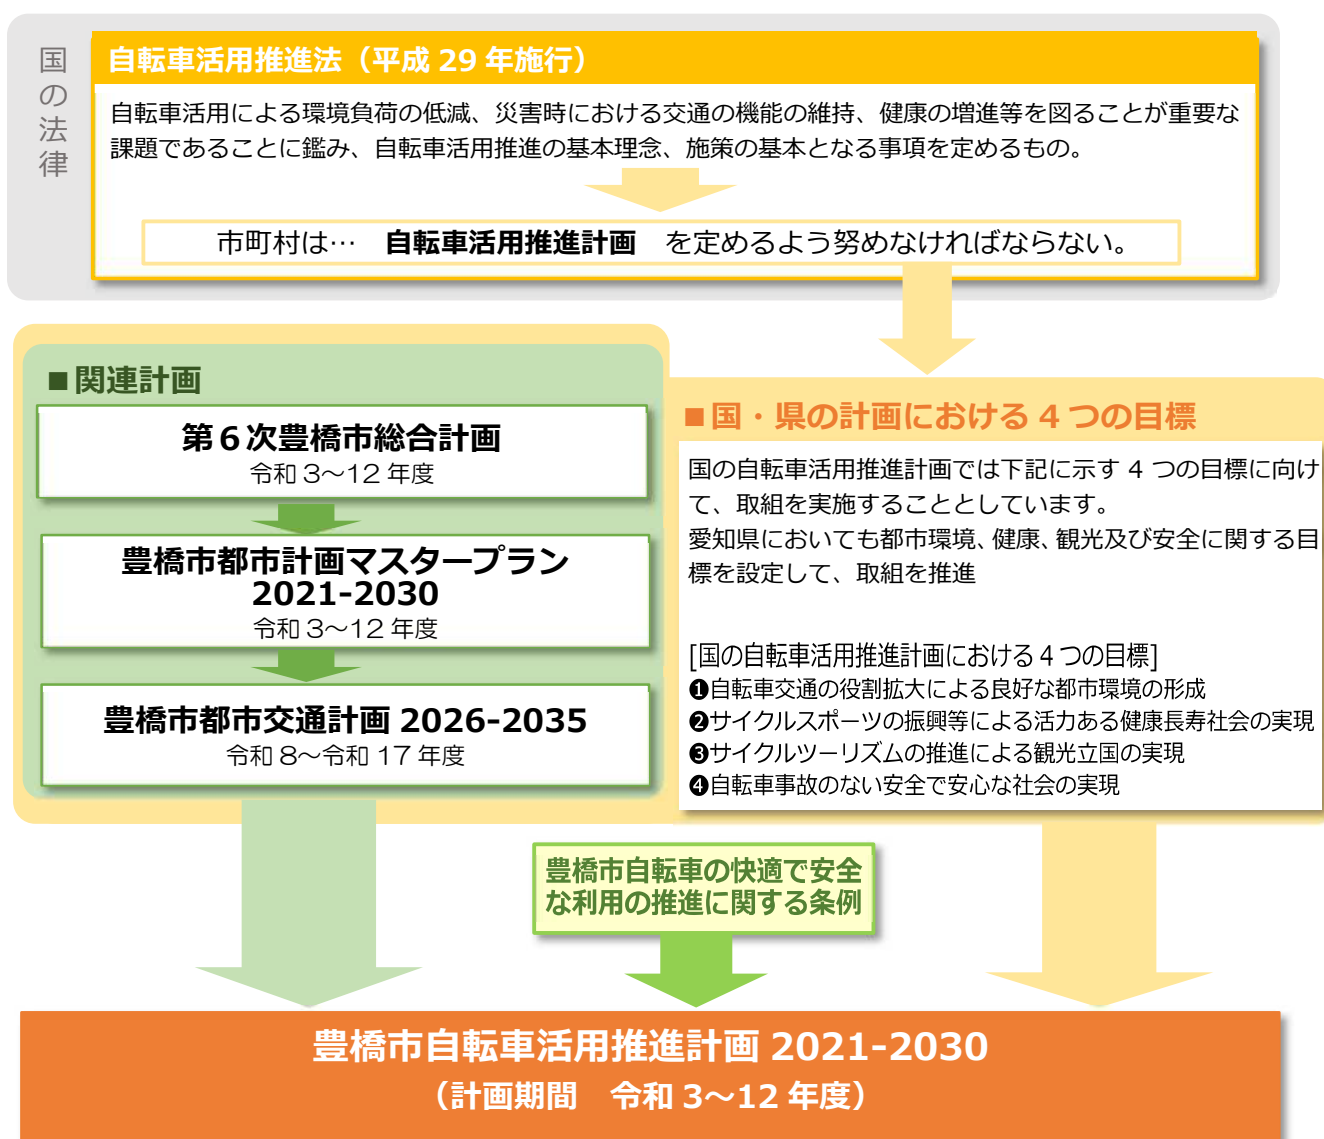 国の法律
自転車活用推進法（平成 29 年施行）
自転車活用による環境負荷の低減、災害時における交通の機能の維持、健康の増進等を図ることが重要な
課題であることに鑑み、自転車活用推進の基本理念、施策の基本となる事項を定めるもの。
市町村は… 自転車活用推進計画 を定めるよう努めなければならない。
■関連計画
第６次豊橋市総合計画
令和 3～12 年度
豊橋市都市計画マスタープラン
2021-2030
令和 3～12 年度
豊橋市都市交通計画 2026-2035
令和 8～令和 17 年度
■国・県の計画における 4 つの目標
国の自転車活用推進計画では下記に示す 4 つの目標に向け
て、取組を実施することとしています。
愛知県においても都市環境、健康、観光及び安全に関する目
標を設定して、取組を推進
[国の自転車活用推進計画における 4 つの目標]
❶自転車交通の役割拡大による良好な都市環境の形成
❷サイクルスポーツの振興等による活力ある健康長寿社会の実現
❸サイクルツーリズムの推進による観光立国の実現
❹自転車事故のない安全で安心な社会の実現
豊橋市自転車の快適で安全
な利用の推進に関する条例
豊橋市自転車活用推進計画 2021-2030
（計画期間　令和 3～12 年度）